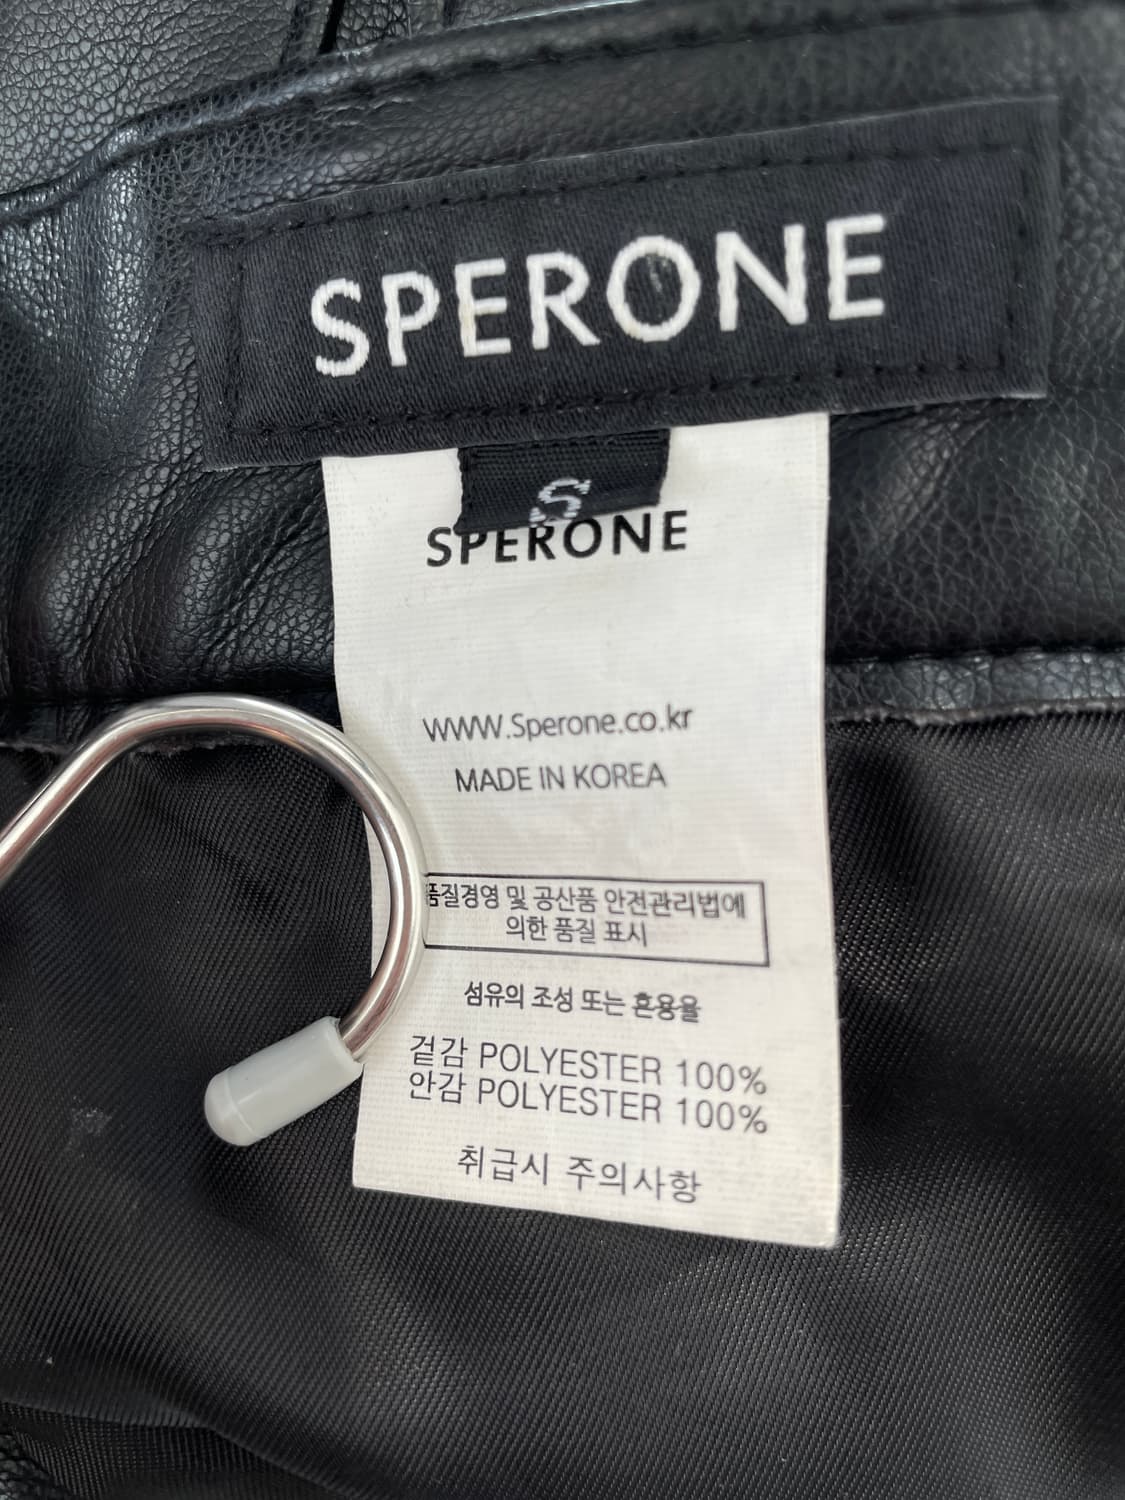 SPERONE
S
SPERONE
WWW.Sperone.co.kr
MADE IN KOREA
품질경영 및 공산품 안전관리법에
의한 품질 표시
섬유의 조성 또는 혼용율
겉감 POLYESTER 100%
안감 POLYESTER 100%
취급시 주의사항